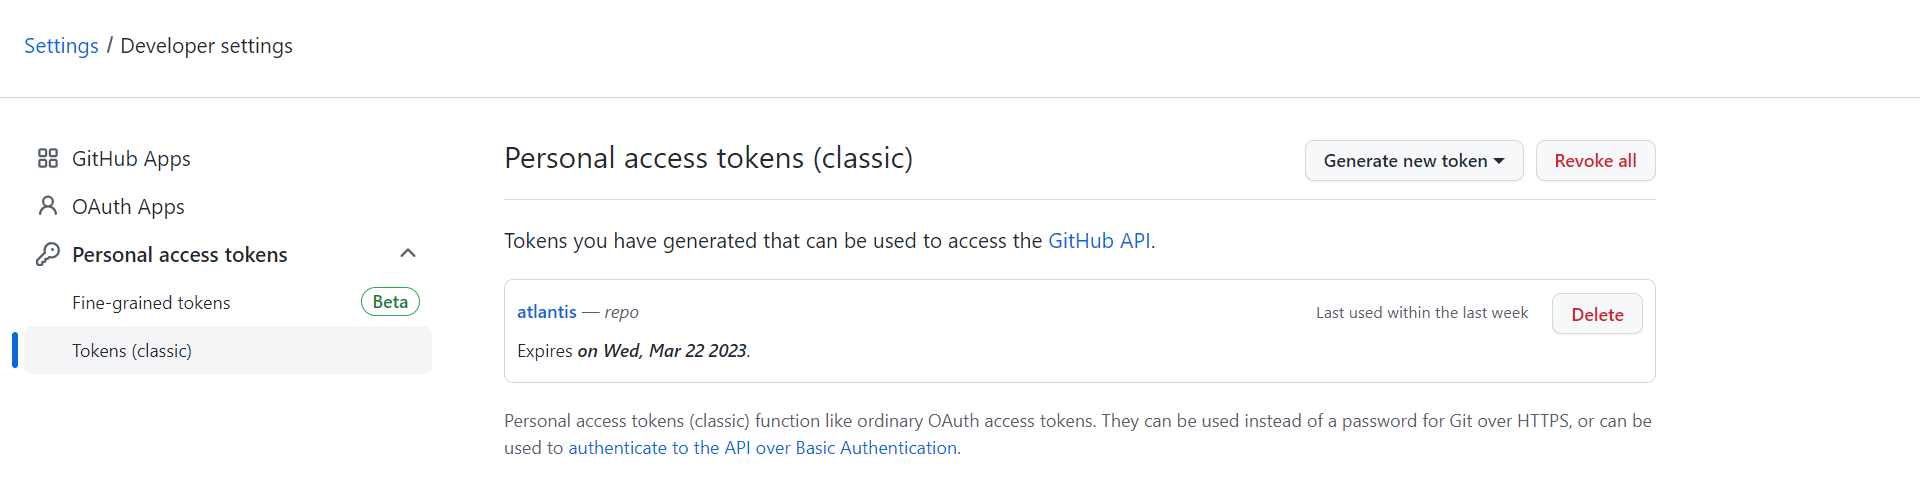 Settings / Developer settings
GitHub Apps
OAuth Apps
Personal access tokens
Fine-grained tokens Beta
Tokens (classic)
Personal access tokens (classic) Generate new token Revoke all
Tokens you have generated that can be used to access the GitHub API.
atlantis — repo Last used within the last week Delete
Expires on Wed, Mar 22 2023.
Personal access tokens (classic) function like ordinary OAuth access tokens. They can be used instead of a password for Git over HTTPS, or can be
used to authenticate to the API over Basic Authentication.